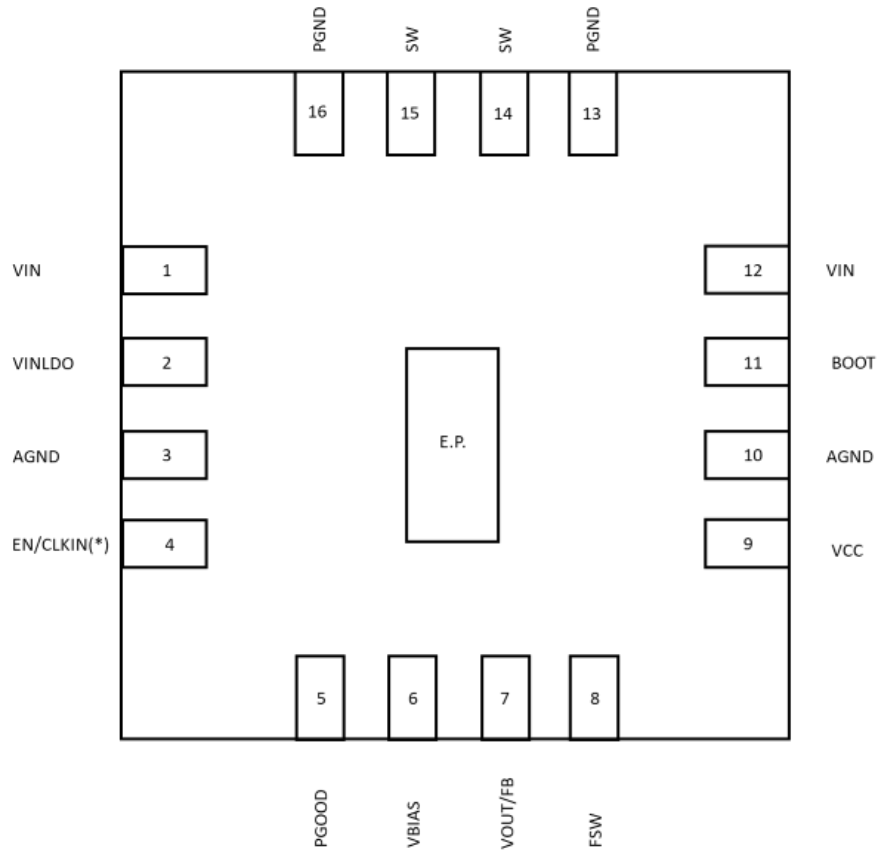 PGND
SW
SW
PGND
16
15
14
13
VIN
1
12
VIN
VINLDO
2
11
BOOT
E.P.
AGND
3
10
AGND
EN/CLKIN(*)
4
9
VCC
5
6
7
8
PGOOD
VBIAS
VOUT/FB
FSW